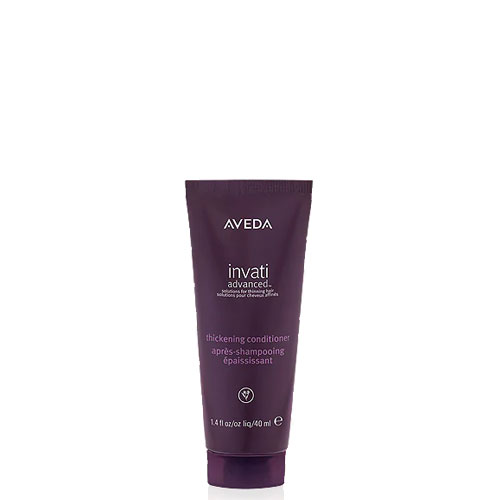 AVEDA
invati
advanced™
solutions for thinning hair
solutions pour cheveux affinés
thickening conditioner
après-shampooing
épaississant
1.4 fl oz/oz liq/40 ml ℮